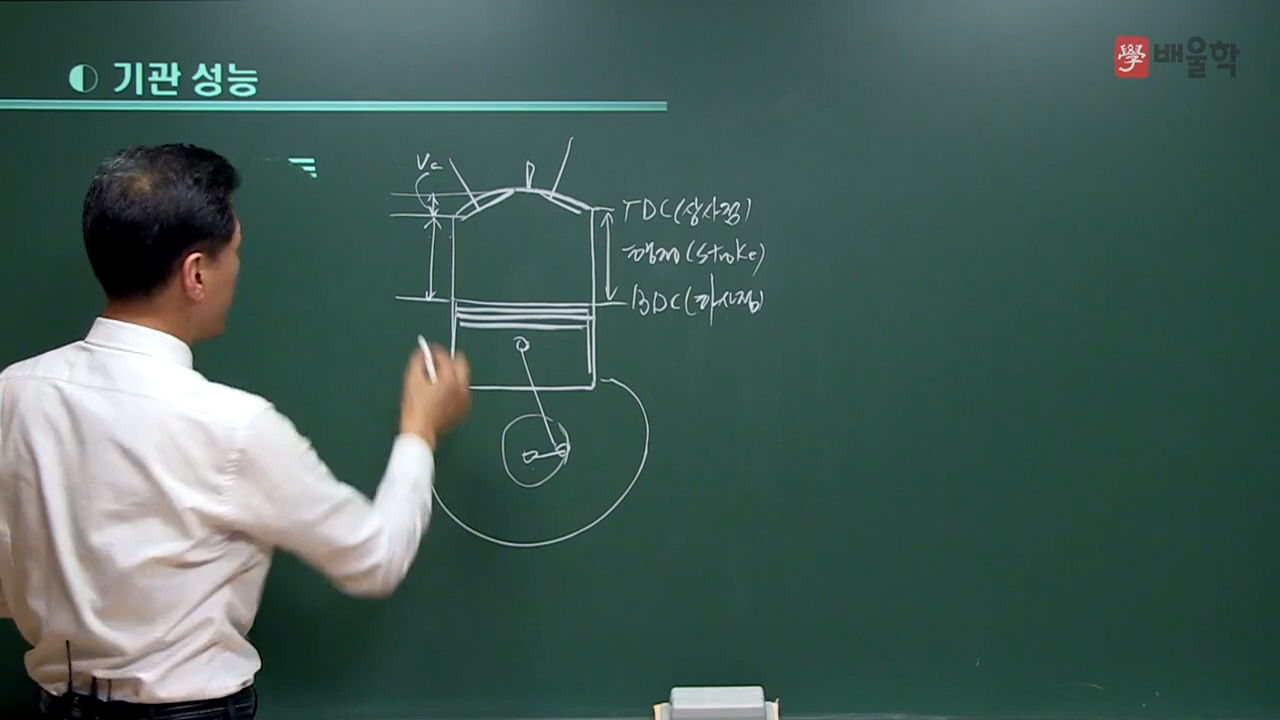 기관 성능
學 배울학
Vc
TDC(상사점)
행정(stroke)
BDC(하사점)